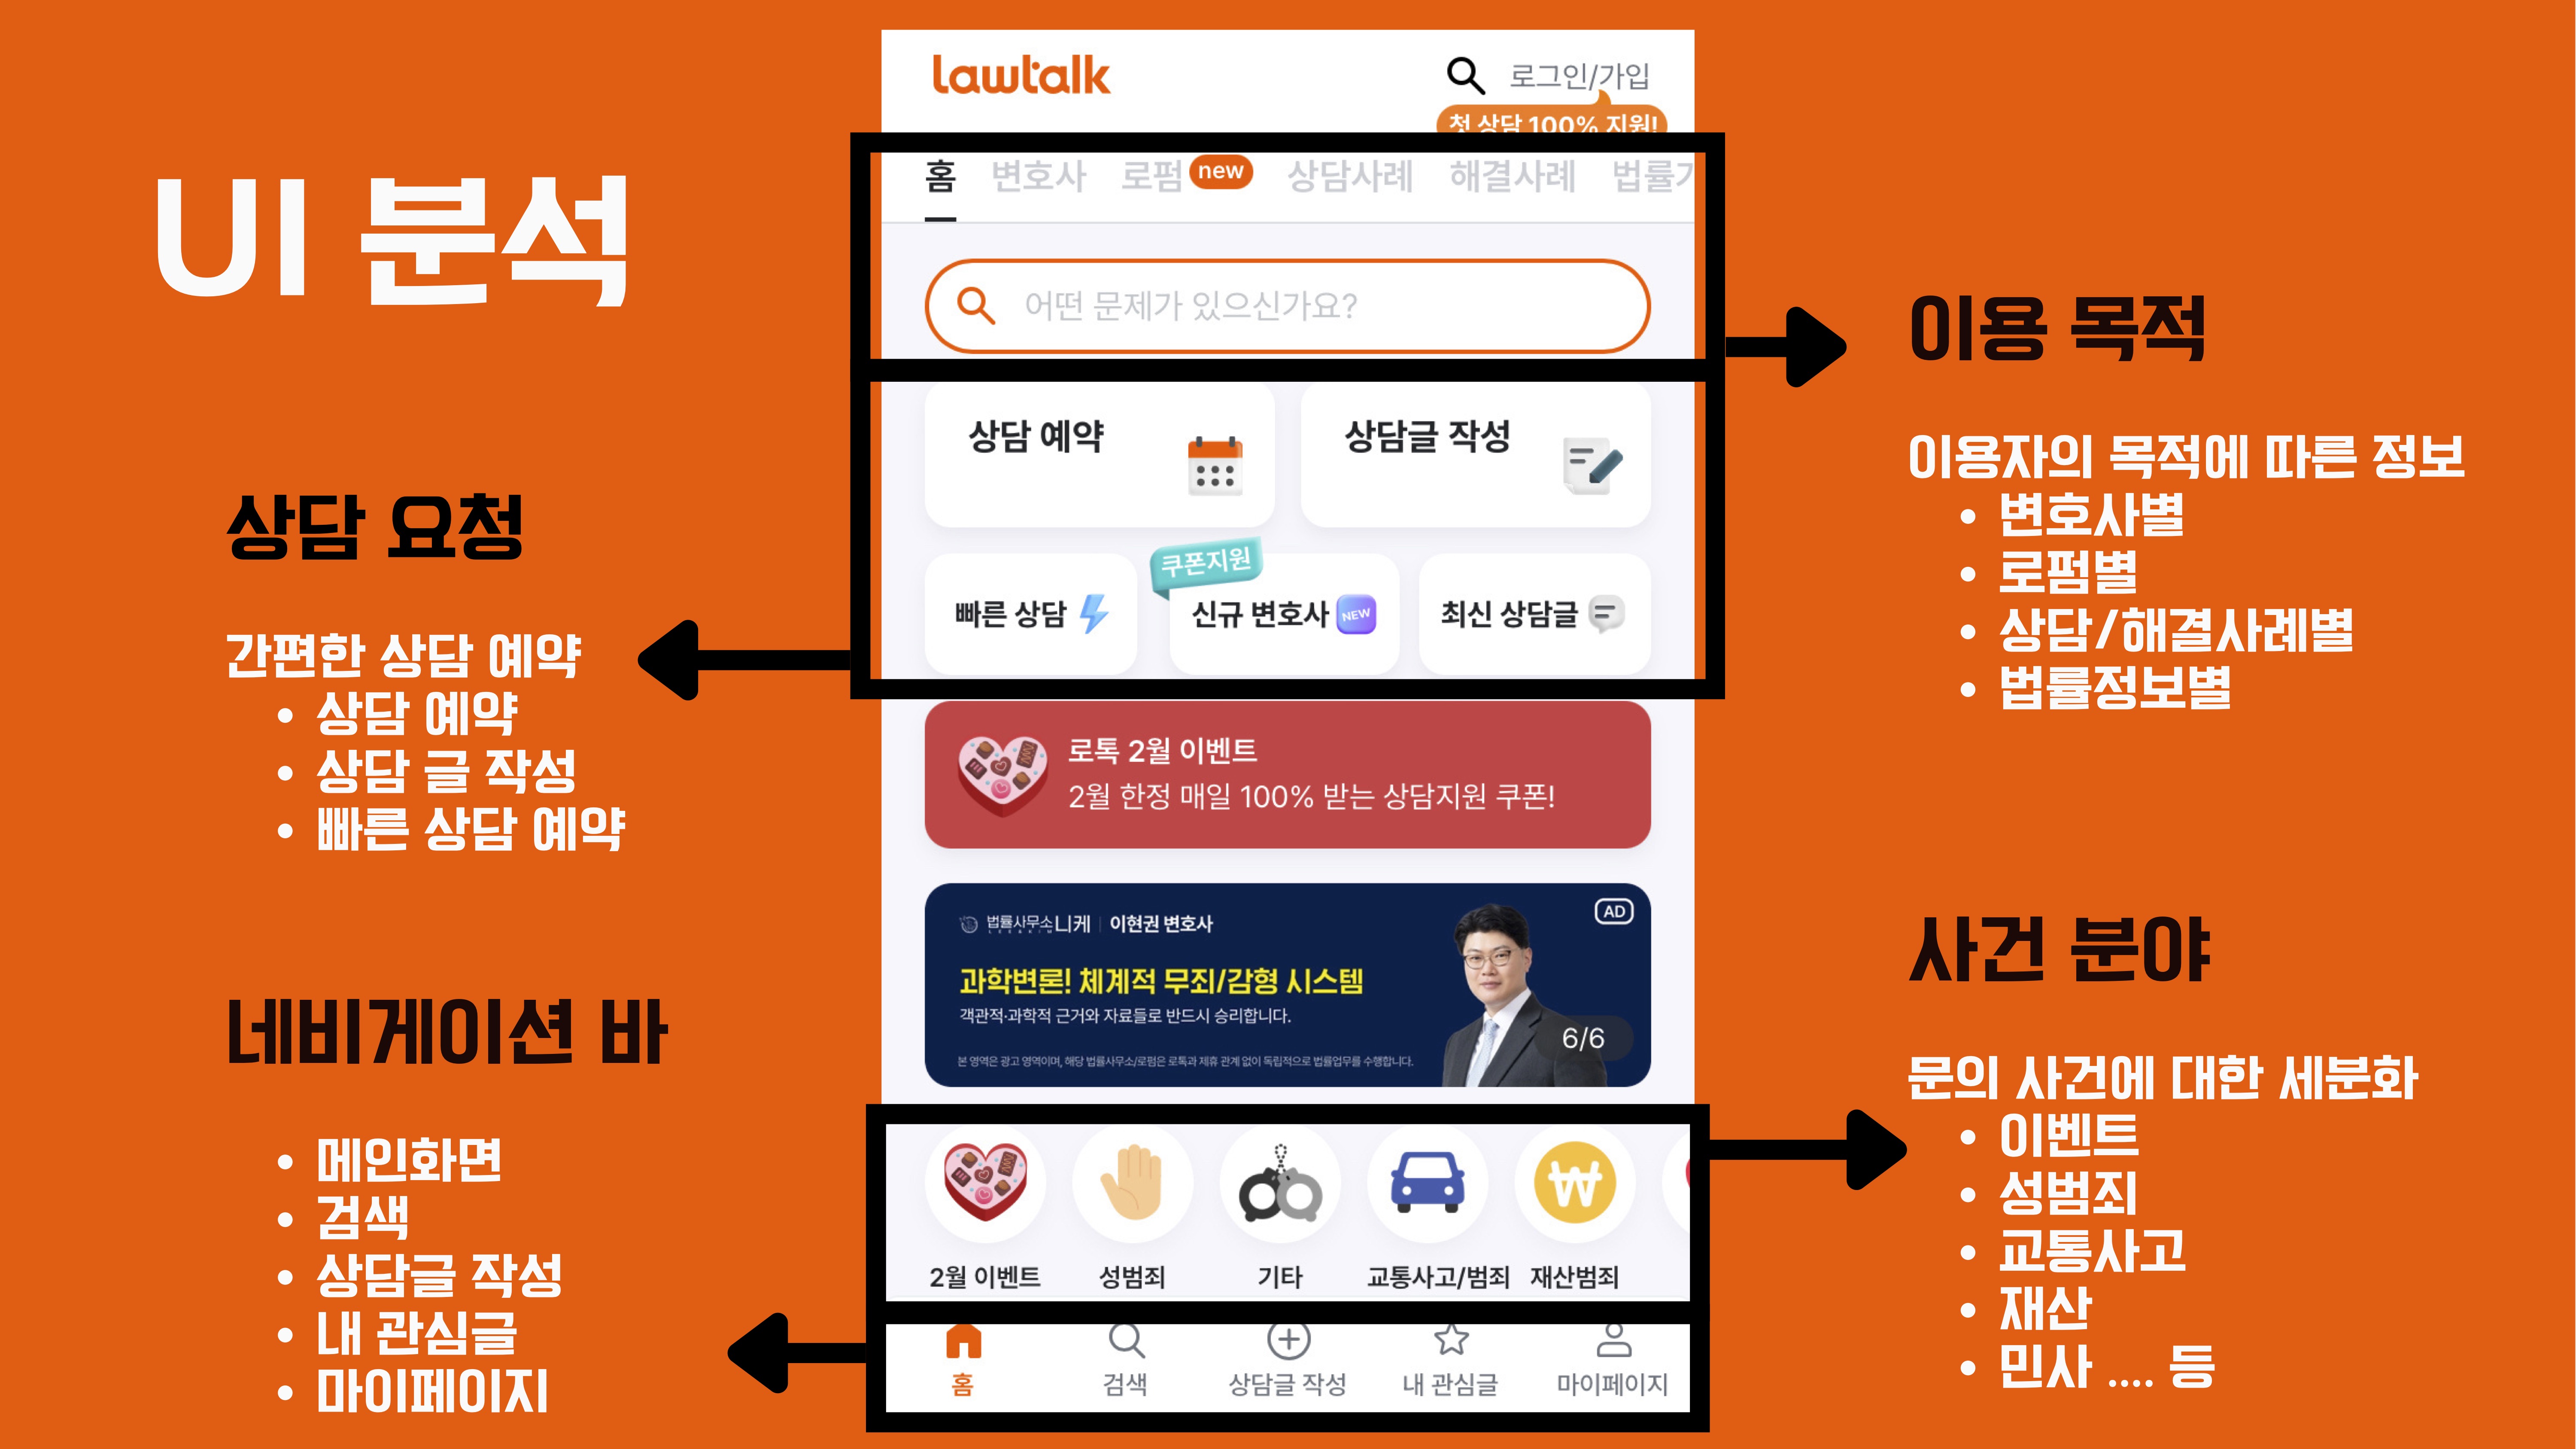 UI 분석
상담 요청
간편한 상담 예약
• 상담 예약
• 상담 글 작성
• 빠른 상담 예약
네비게이션 바
• 메인화면
• 검색
• 상담글 작성
• 내 관심글
• 마이페이지
lawtalk
로그인/가입
첫 상담 100% 지원!
홈 변호사 로펌 new 상담사례 해결사례 법률가
어떤 문제가 있으신가요?
상담 예약 상담글 작성
쿠폰지원
빠른 상담 신규 변호사 NEW 최신 상담글
로톡 2월 이벤트
2월 한정 매일 100% 받는 상담지원 쿠폰!
법률사무소 니케 | 이현권 변호사
AD
과학변론! 체계적 무죄/감형 시스템
객관적·과학적 근거와 자료들로 반드시 승리합니다.
6/6
본 영역은 광고 영역이며, 해당 법률사무소/로펌은 로톡과 제휴 관계 없이 독립적으로 법률업무를 수행합니다.
2월 이벤트 성범죄 기타 교통사고/범죄 재산범죄
홈 검색 상담글 작성 내 관심글 마이페이지
이용 목적
이용자의 목적에 따른 정보
• 변호사별
• 로펌별
• 상담/해결사례별
• 법률정보별
사건 분야
문의 사건에 대한 세분화
• 이벤트
• 성범죄
• 교통사고
• 재산
• 민사 .... 등